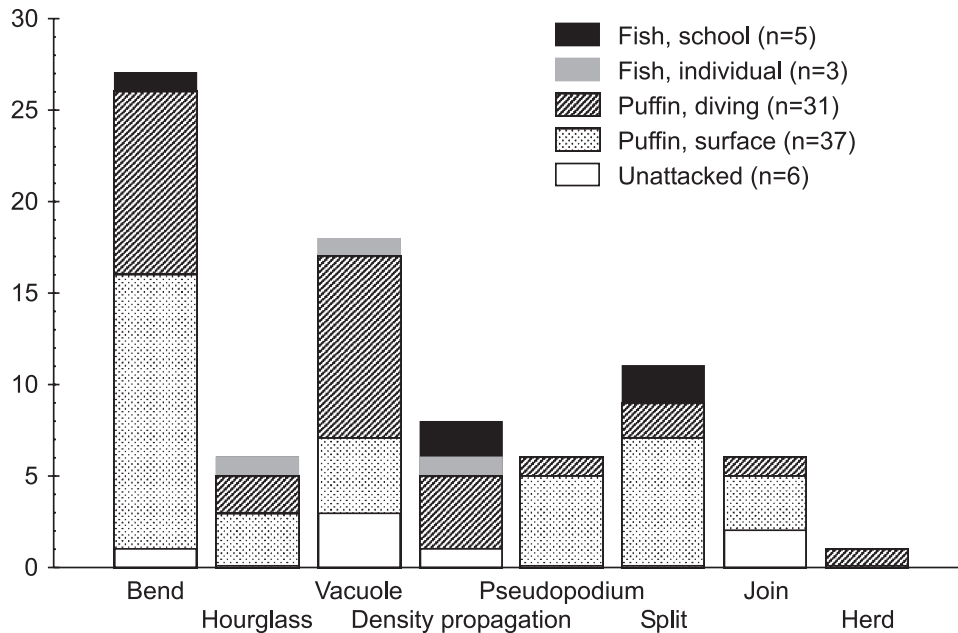 30
25
20
15
10
5
0
Fish, school (n=5)
Fish, individual (n=3)
Puffin, diving (n=31)
Puffin, surface (n=37)
Unattacked (n=6)
Bend
Vacuole
Pseudopodium
Join
Hourglass
Density propagation
Split
Herd